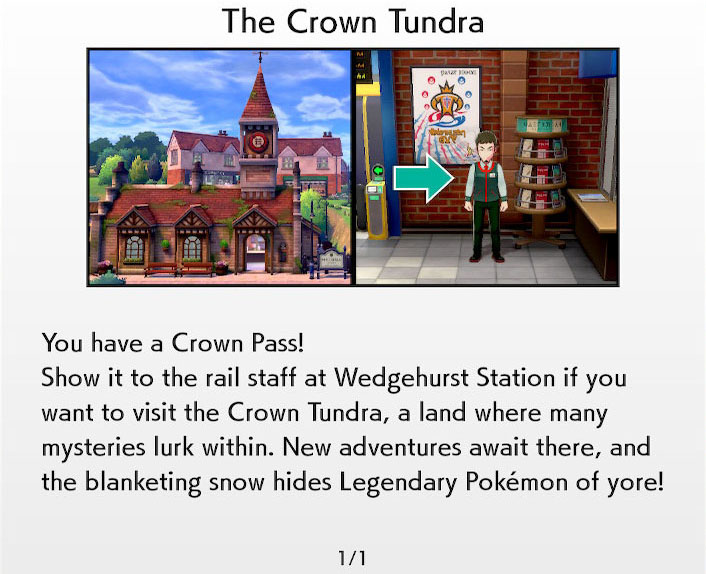 The Crown Tundra
You have a Crown Pass!
Show it to the rail staff at Wedgehurst Station if you
want to visit the Crown Tundra, a land where many
mysteries lurk within. New adventures await there, and
the blanketing snow hides Legendary Pokémon of yore!
1/1